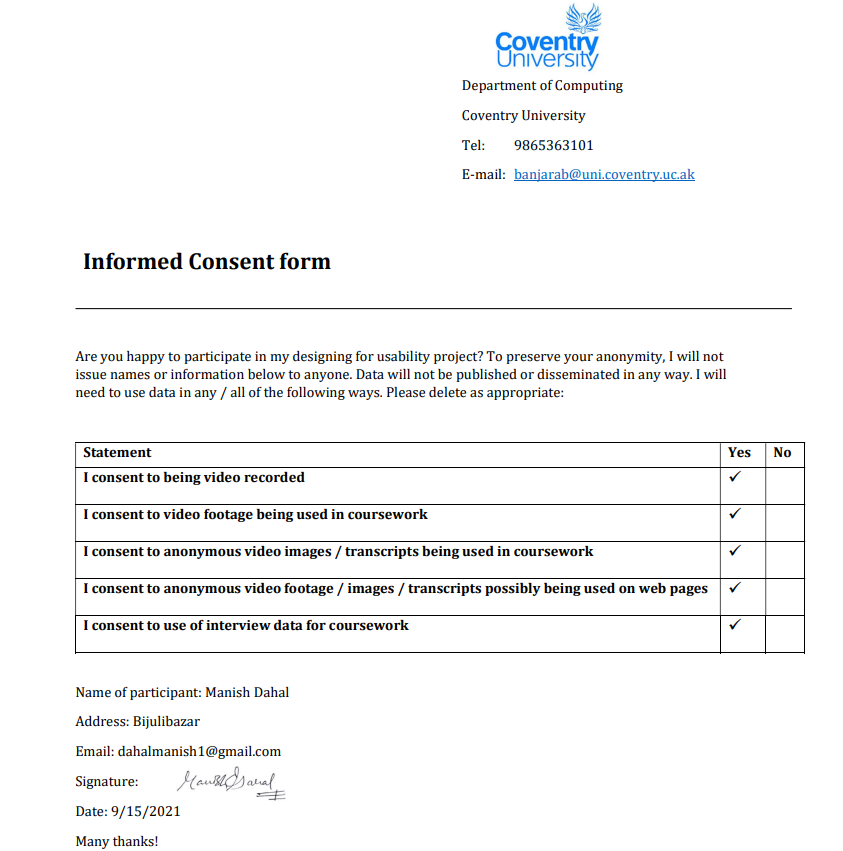 Coventry
University
Department of Computing
Coventry University
Tel: 9865363101
E-mail: banjarab@uni.coventry.uc.ak
Informed Consent form
Are you happy to participate in my designing for usability project? To preserve your anonymity, I will not
issue names or information below to anyone. Data will not be published or disseminated in any way. I will
need to use data in any / all of the following ways. Please delete as appropriate:
Statement Yes No
I consent to being video recorded ✓
I consent to video footage being used in coursework ✓
I consent to anonymous video images / transcripts being used in coursework ✓
I consent to anonymous video footage / images / transcripts possibly being used on web pages ✓
I consent to use of interview data for coursework ✓
Name of participant: Manish Dahal
Address: Bijulibazar
Email: dahalmanish1@gmail.com
Signature: ManishDahal
Date: 9/15/2021
Many thanks!